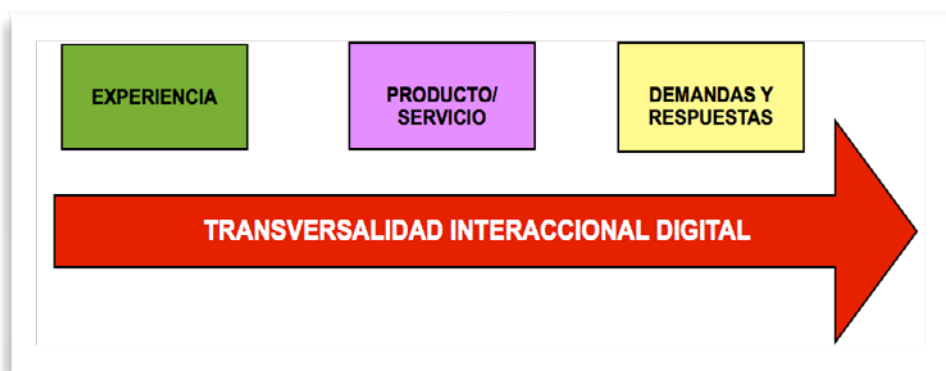 EXPERIENCIA
PRODUCTO/
SERVICIO
DEMANDAS Y
RESPUESTAS
TRANSVERSALIDAD INTERACCIONAL DIGITAL